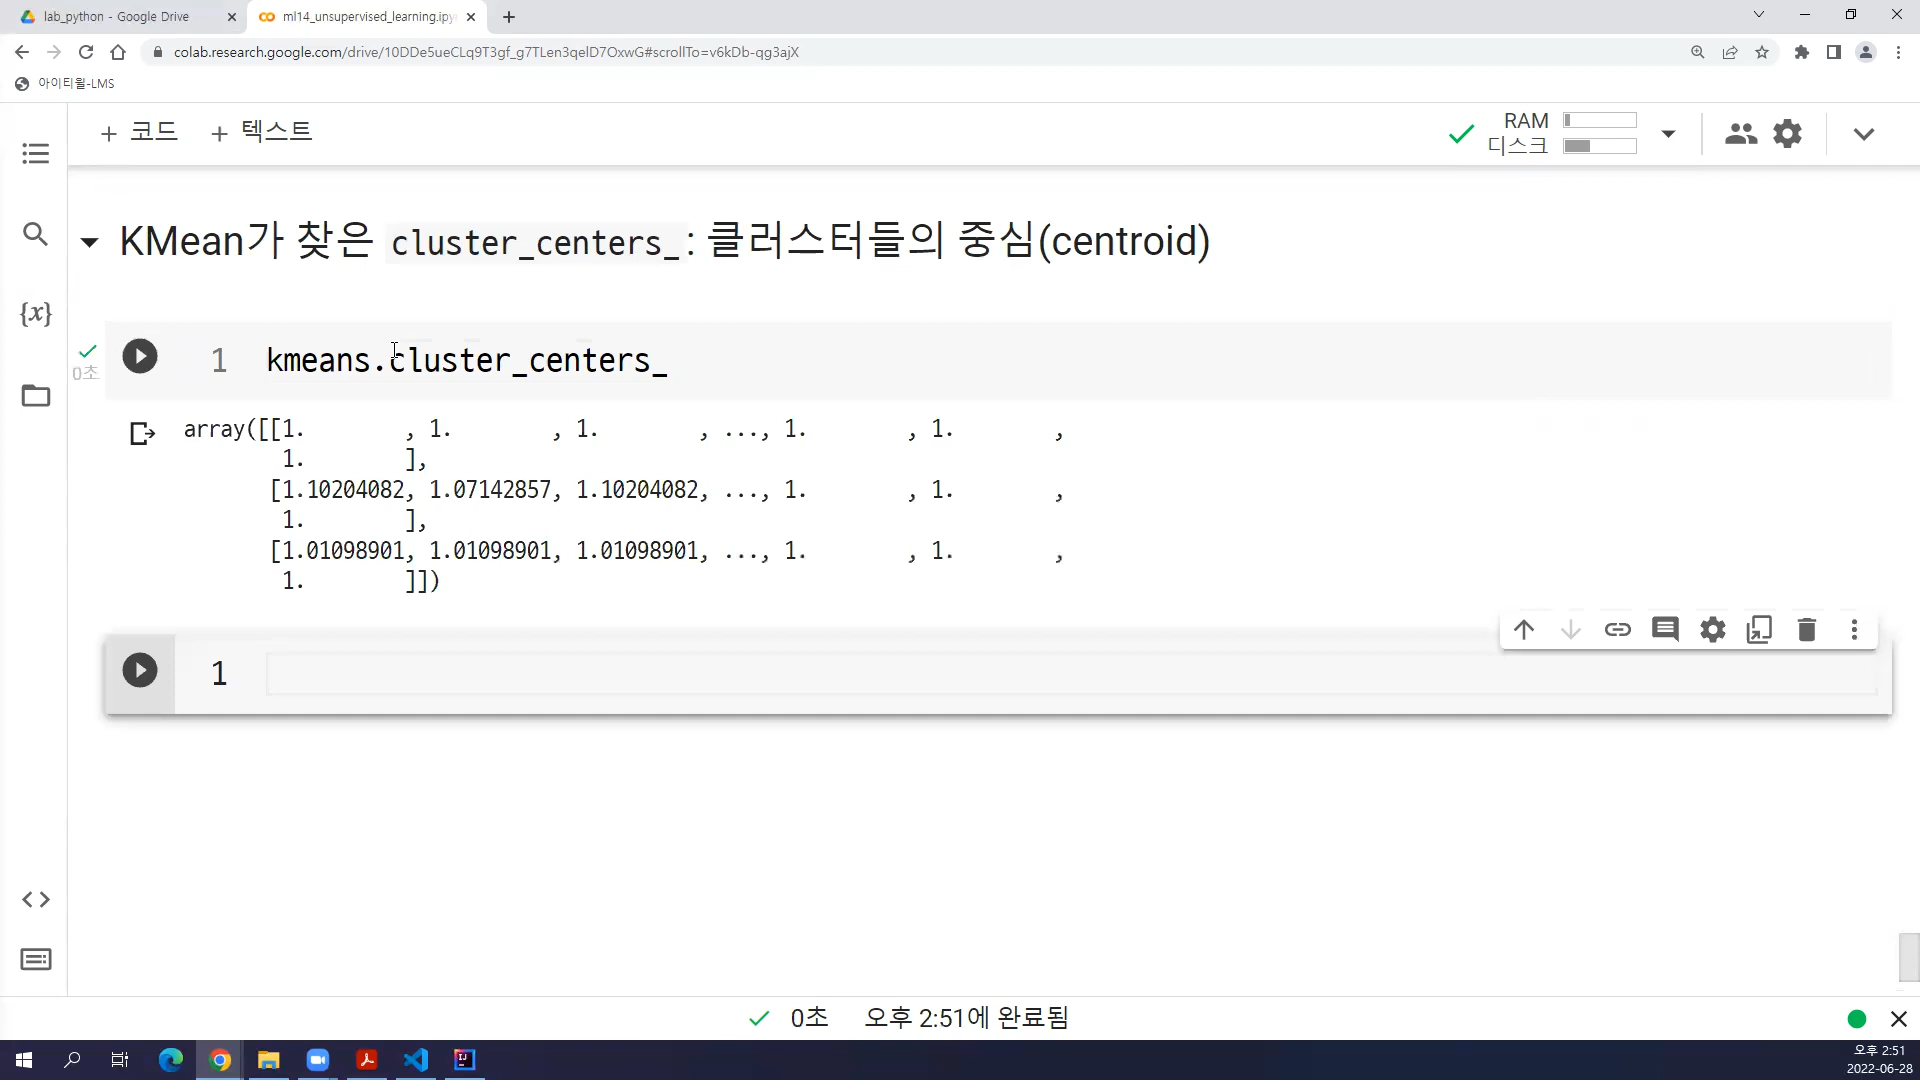 lab_python - Google Drive
ml14_unsupervised_learning.ipy
colab.research.google.com/drive/10DDe5ueCLq9T3gf_g7TLen3qelD7OxwG#scrollTo=v6kDb-qg3ajX
아이티윌-LMS
+ 코드 + 텍스트
RAM
디스크
KMean가 찾은 cluster_centers_: 클러스터들의 중심(centroid)
0초
1 kmeans.cluster_centers_
array([[1.        , 1.        , 1.        , ..., 1.        , 1.        ,
1.        ],
[1.10204082, 1.07142857, 1.10204082, ..., 1.        , 1.        ,
1.        ],
[1.01098901, 1.01098901, 1.01098901, ..., 1.        , 1.        ,
1.        ]])
1
0초 오후 2:51에 완료됨
오후 2:51
2022-06-28